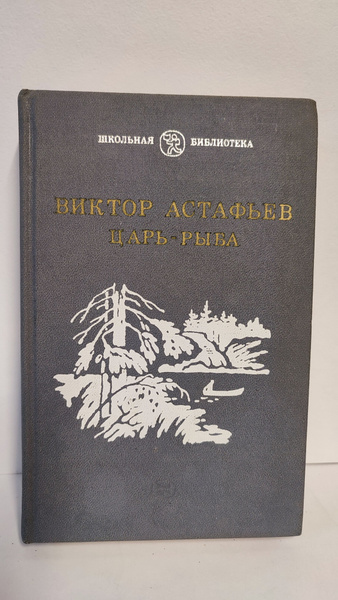 ШКОЛЬНАЯ БИБЛИОТЕКА
ВИКТОР АСТАФЬЕВ
ЦАРЬ-РЫБА